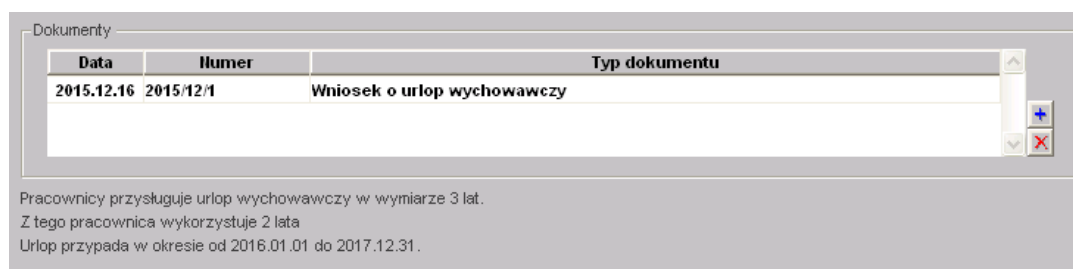 Dokumenty
Data Numer Typ dokumentu
2015.12.16 2015/12/1 Wniosek o urlop wychowawczy
Pracownicy przysługuje urlop wychowawczy w wymiarze 3 lat.
Z tego pracownica wykorzystuje 2 lata
Urlop przypada w okresie od 2016.01.01 do 2017.12.31.